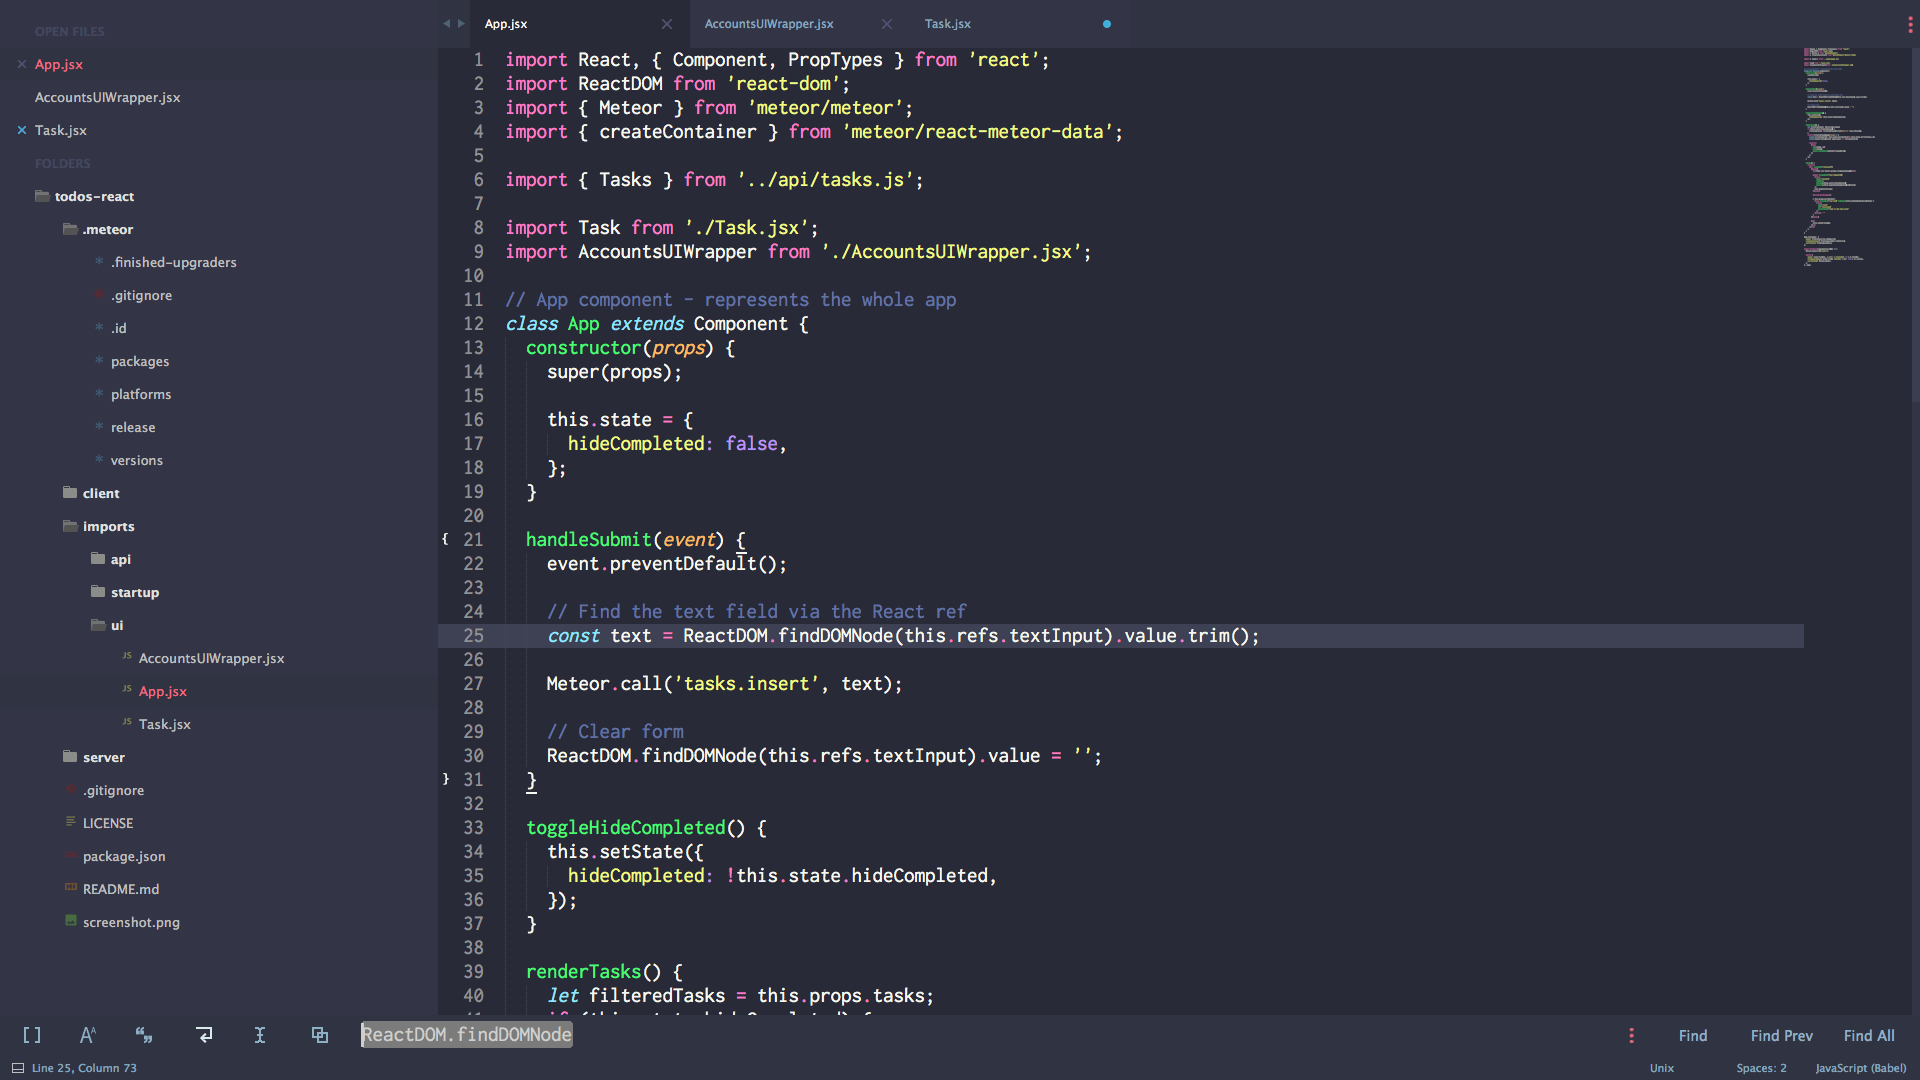 OPEN FILES
App.jsx
AccountsUIWrapper.jsx
Task.jsx
FOLDERS
todos-react
.meteor
.finished-upgraders
.gitignore
.id
packages
platforms
release
versions
client
imports
api
startup
ui
JS AccountsUIWrapper.jsx
JS App.jsx
JS Task.jsx
server
.gitignore
LICENSE
package.json
README.md
screenshot.png
App.jsx
AccountsUIWrapper.jsx
Task.jsx
1 import React, { Component, PropTypes } from 'react';
2 import ReactDOM from 'react-dom';
3 import { Meteor } from 'meteor/meteor';
4 import { createContainer } from 'meteor/react-meteor-data';
5
6 import { Tasks } from '../api/tasks.js';
7
8 import Task from './Task.jsx';
9 import AccountsUIWrapper from './AccountsUIWrapper.jsx';
10
11 // App component - represents the whole app
12 class App extends Component {
13 constructor(props) {
14 super(props);
15
16 this.state = {
17 hideCompleted: false,
18 };
19 }
20
{ 21 handleSubmit(event) {
22 event.preventDefault();
23
24 // Find the text field via the React ref
25 const text = ReactDOM.findDOMNode(this.refs.textInput).value.trim();
26
27 Meteor.call('tasks.insert', text);
28
29 // Clear form
30 ReactDOM.findDOMNode(this.refs.textInput).value = '';
} 31 }
32
33 toggleHideCompleted() {
34 this.setState({
35 hideCompleted: !this.state.hideCompleted,
36 });
37 }
38
39 renderTasks() {
40 let filteredTasks = this.props.tasks;
ReactDOM.findDOMNode
Find
Find Prev
Find All
Line 25, Column 73
Unix
Spaces: 2
JavaScript (Babel)